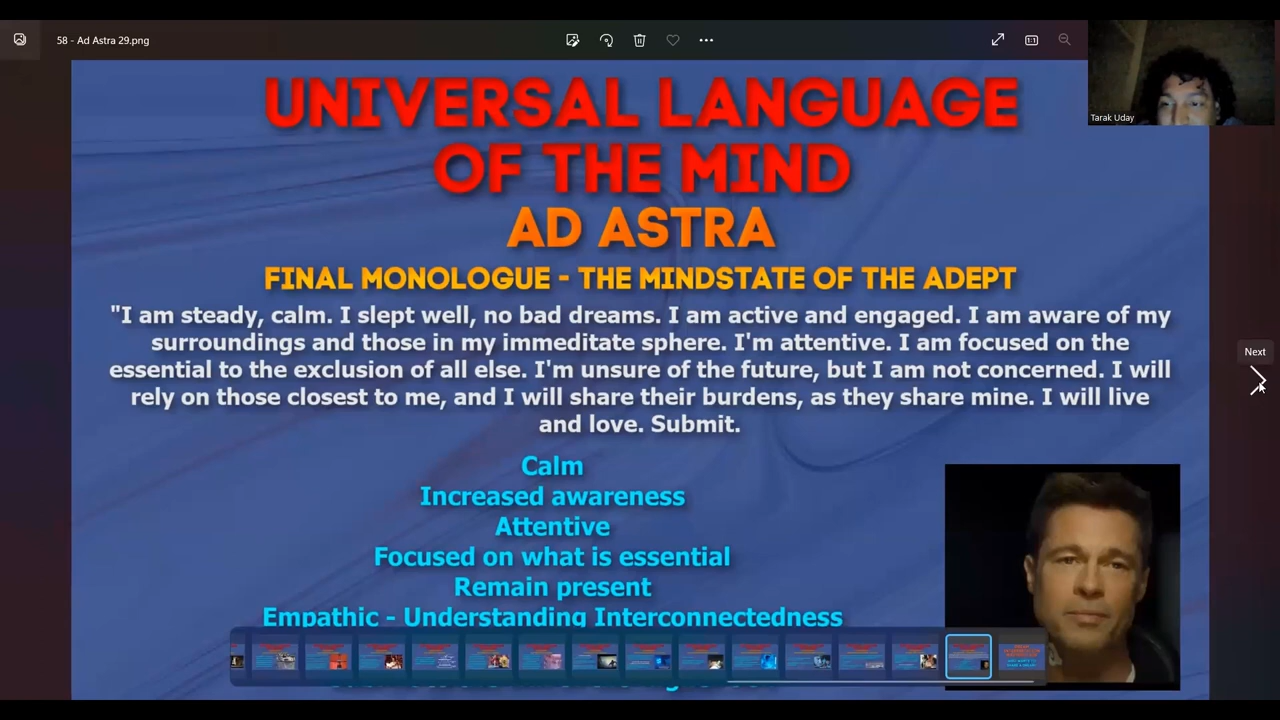 58 - Ad Astra 29.png
Tarak Uday
UNIVERSAL LANGUAGE
OF THE MIND
AD ASTRA
FINAL MONOLOGUE - THE MINDSTATE OF THE ADEPT
"I am steady, calm. I slept well, no bad dreams. I am active and engaged. I am aware of my
surroundings and those in my immeditate sphere. I'm attentive. I am focused on the
essential to the exclusion of all else. I'm unsure of the future, but I am not concerned. I will
rely on those closest to me, and I will share their burdens, as they share mine. I will live
and love. Submit.
Next
Calm
Increased awareness
Attentive
Focused on what is essential
Remain present
Empathic - Understanding Interconnectedness